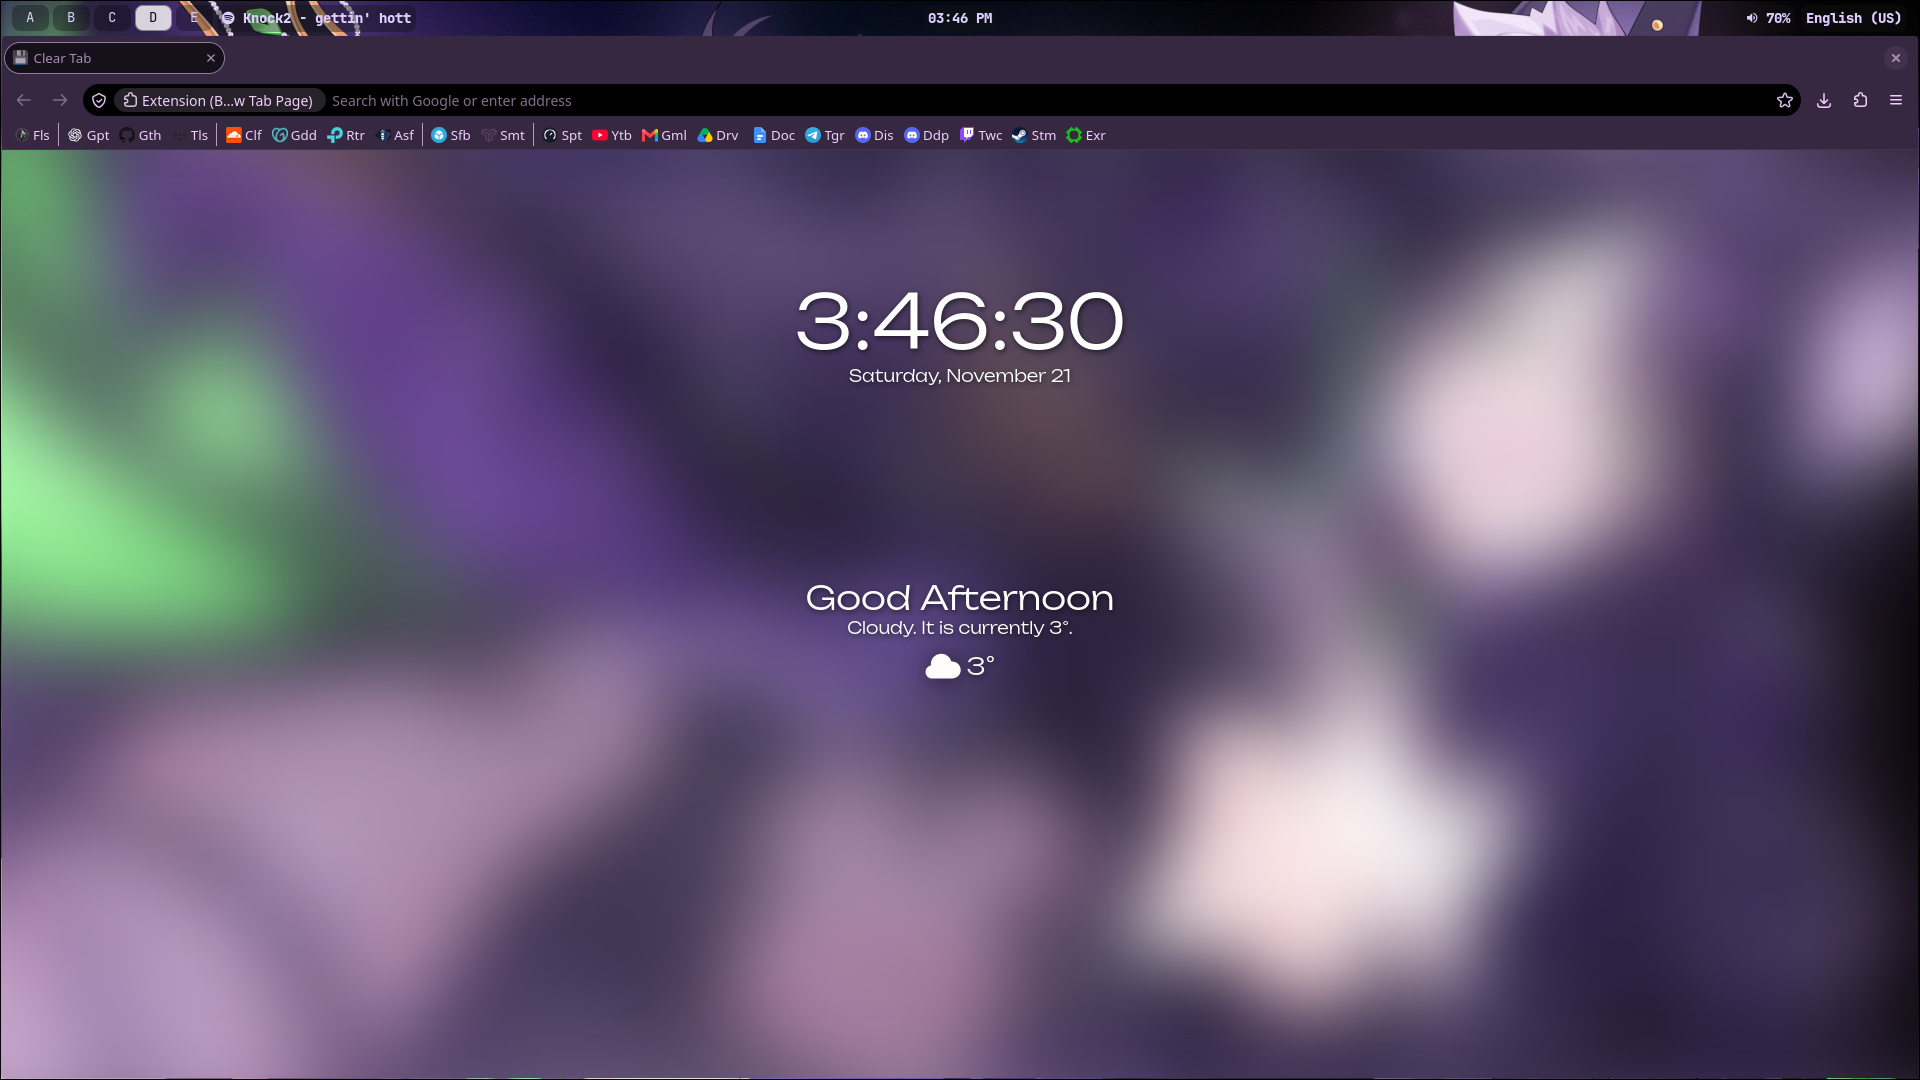 A B C D E Knock2 - gettin' hott 03:46 PM 70% English (US)
Clear Tab
Extension (B...w Tab Page) Search with Google or enter address
Fls Gpt Gth Tls Clf Gdd Rtr Asf Sfb Smt Spt Ytb Gml Drv Doc Tgr Dis Ddp Twc Stm Exr
3:46:30
Saturday, November 21
Good Afternoon
Cloudy. It is currently 3°.
3°